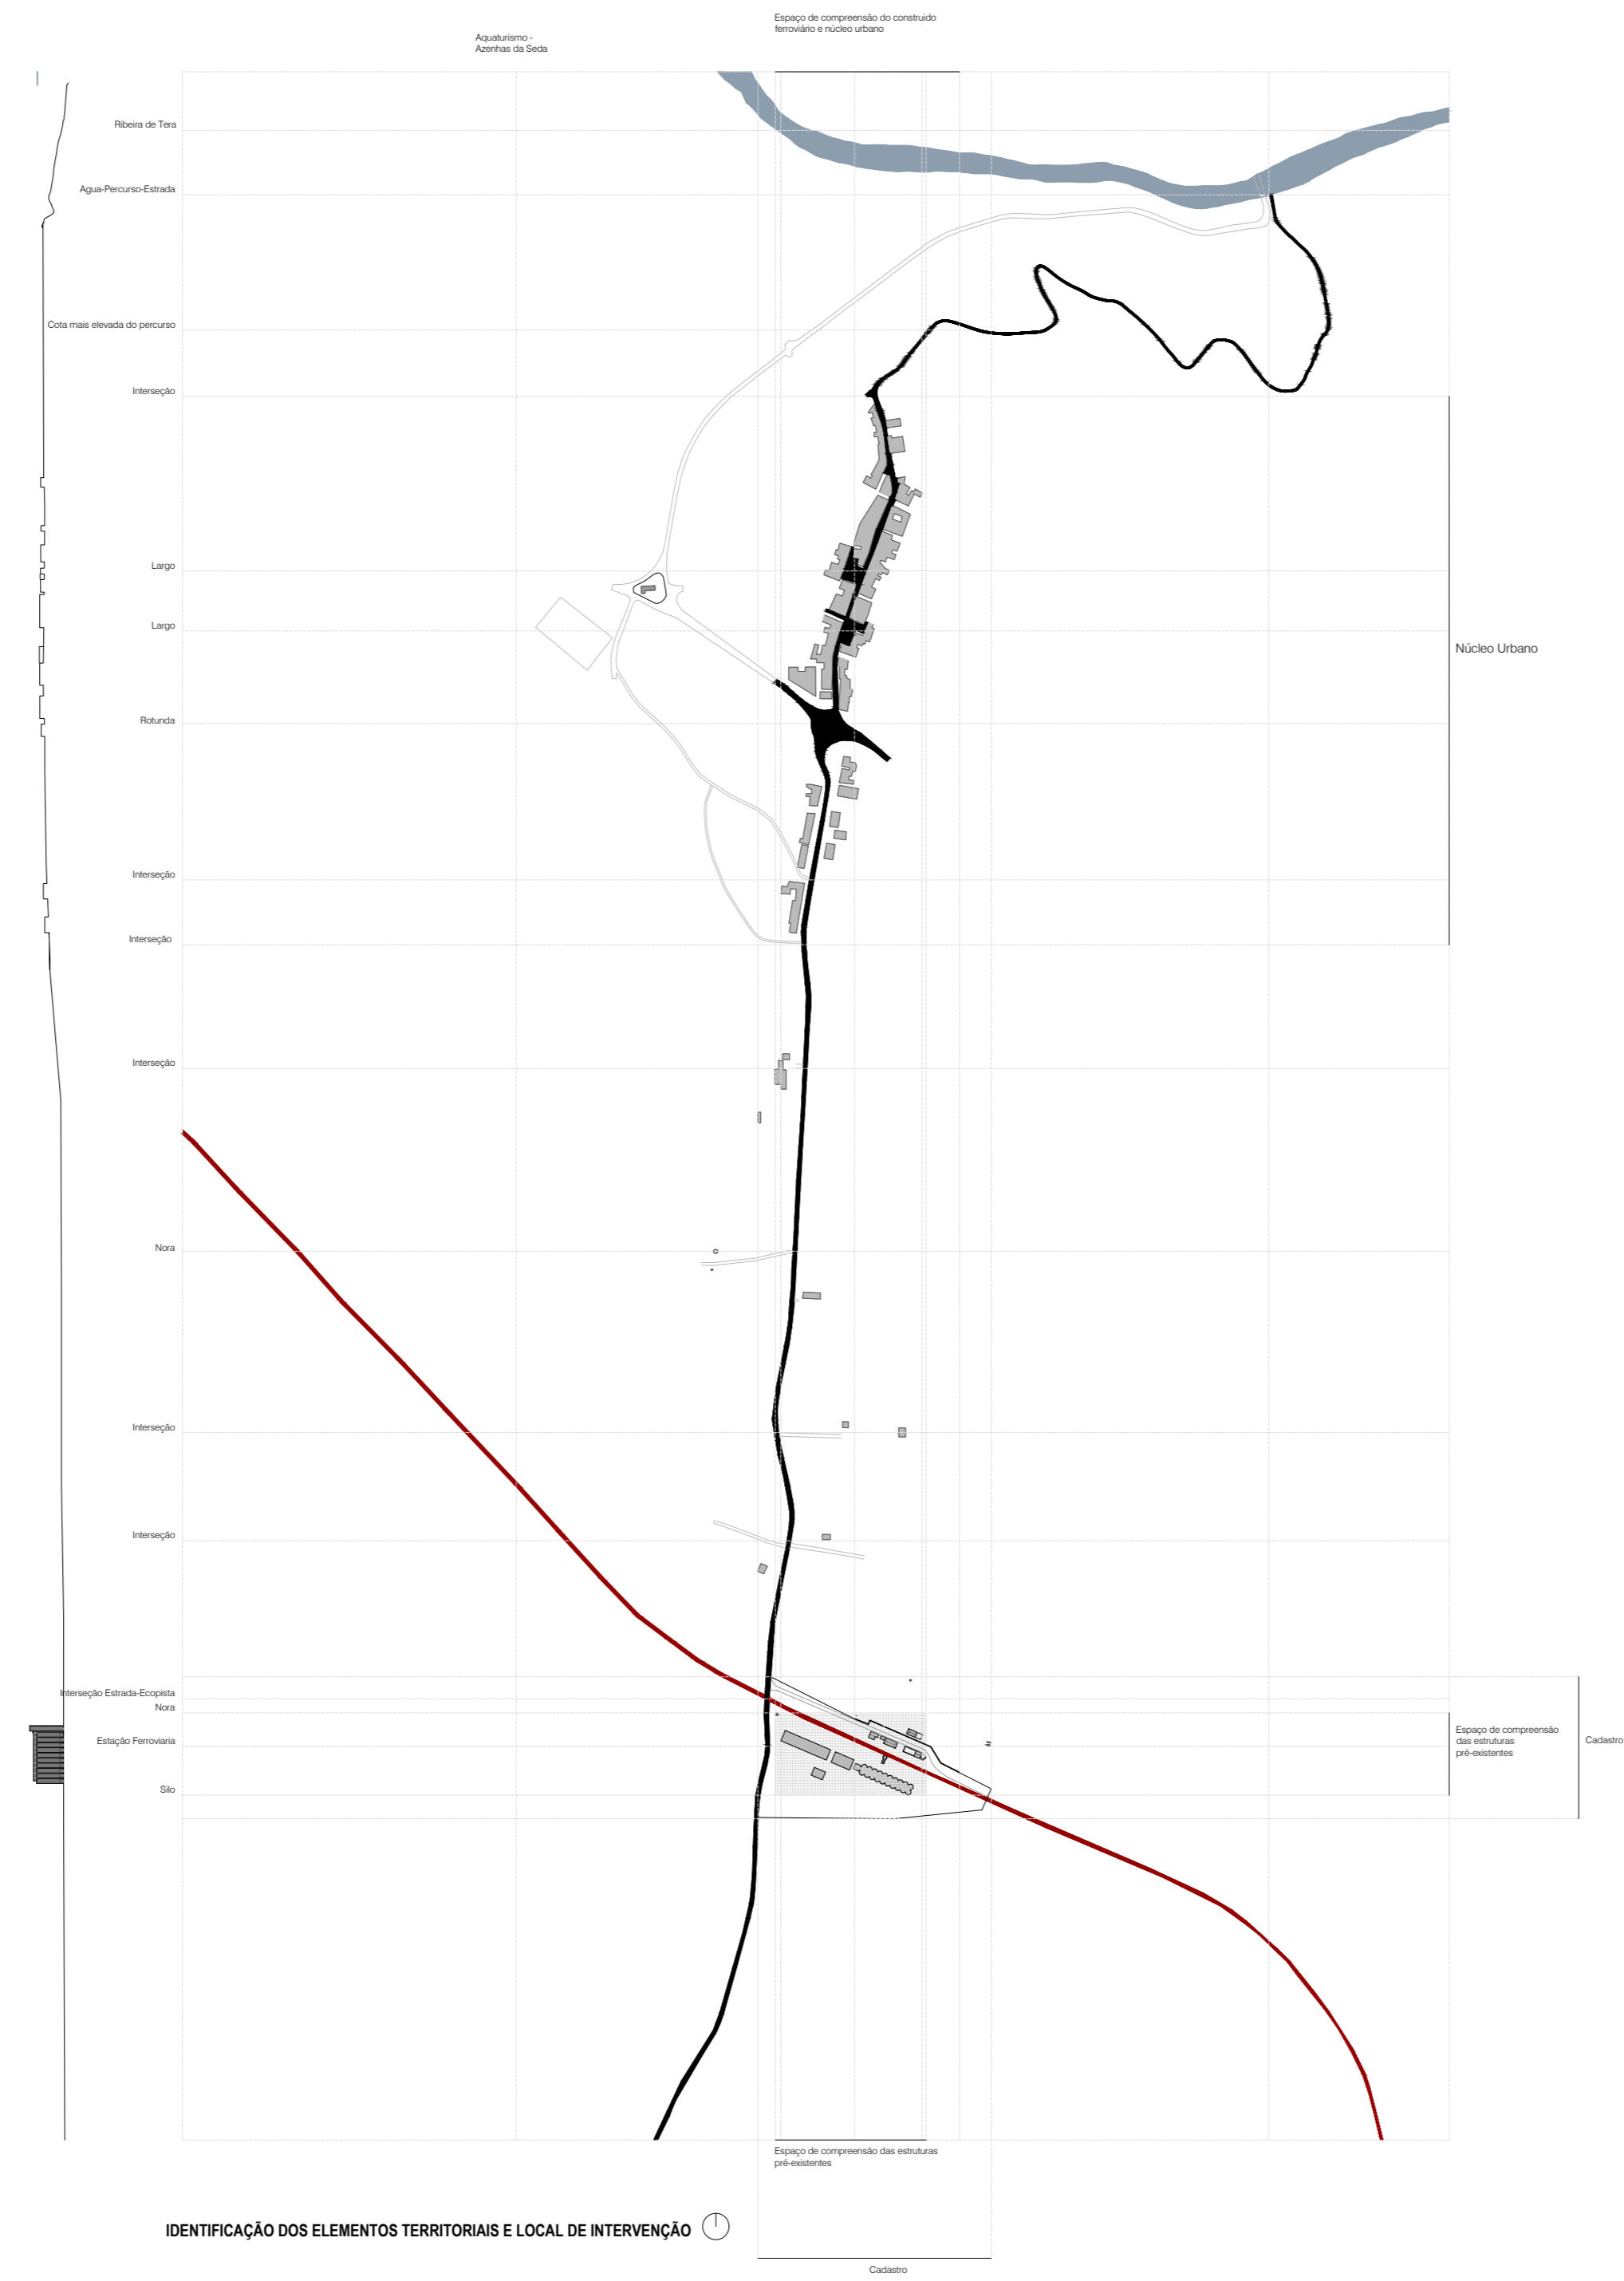 Espaço de compreensão do construido
ferroviário e núcleo urbano
Aquaturismo -
Azenhas da Seda
Ribeira de Tera
Agua-Percurso-Estrada
Cota mais elevada do percurso
Interseção
Largo
Largo
Núcleo Urbano
Rotunda
Interseção
Interseção
Interseção
Nora
Interseção
Interseção
Interseção Estrada-Ecopista
Nora
Estação Ferroviaria
Silo
Espaço de compreensão
das estruturas
pré-existentes
Cadastro
Espaço de compreensão das estruturas
pré-existentes
IDENTIFICAÇÃO DOS ELEMENTOS TERRITORIAIS E LOCAL DE INTERVENÇÃO
Cadastro